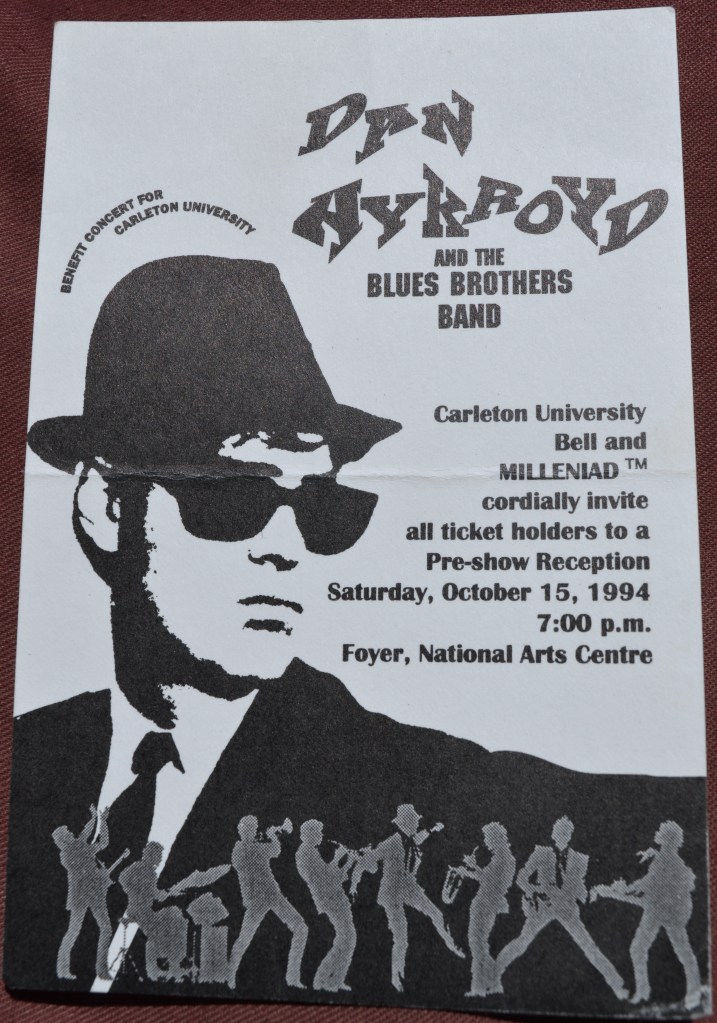 DAN
AYKROYD
AND THE
BLUES BROTHERS
BAND
BENEFIT CONCERT FOR
CARLETON UNIVERSITY
Carleton University
Bell and
MILLENIAD ™
cordially invite
all ticket holders to a
Pre-show Reception
Saturday, October 15, 1994
7:00 p.m.
Foyer, National Arts Centre